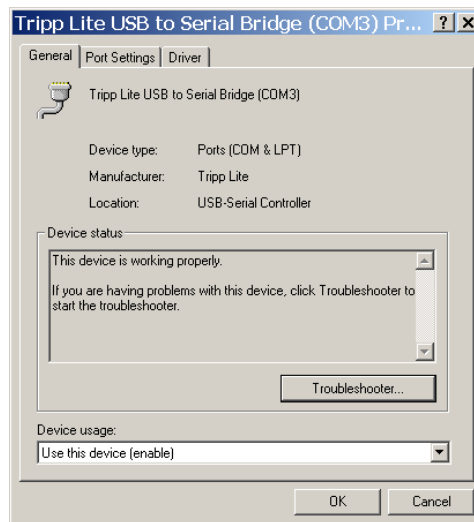 Tripp Lite USB to Serial Bridge (COM3) Pr... ? X
General Port Settings Driver
Tripp Lite USB to Serial Bridge (COM3)
Device type: Ports (COM & LPT)
Manufacturer: Tripp Lite
Location: USB-Serial Controller
Device status
This device is working properly.
If you are having problems with this device, click Troubleshooter to
start the troubleshooter.
Troubleshooter...
Device usage:
Use this device (enable)
OK Cancel